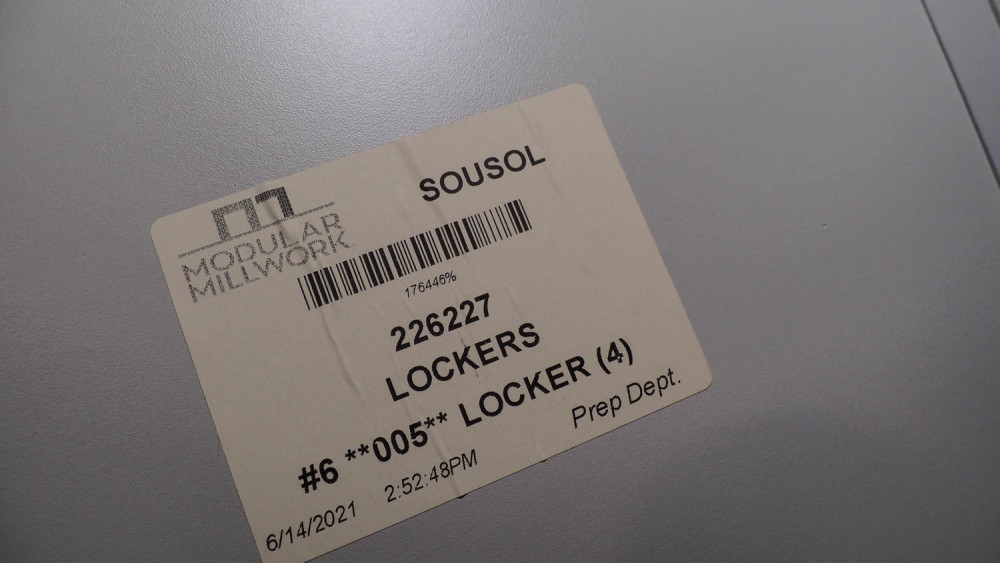 SOUSOL
MODULAR
MILLWORK
176446%
226227
LOCKERS
#6 **005** LOCKER (4)
Prep Dept.
6/14/2021 2:52:48PM